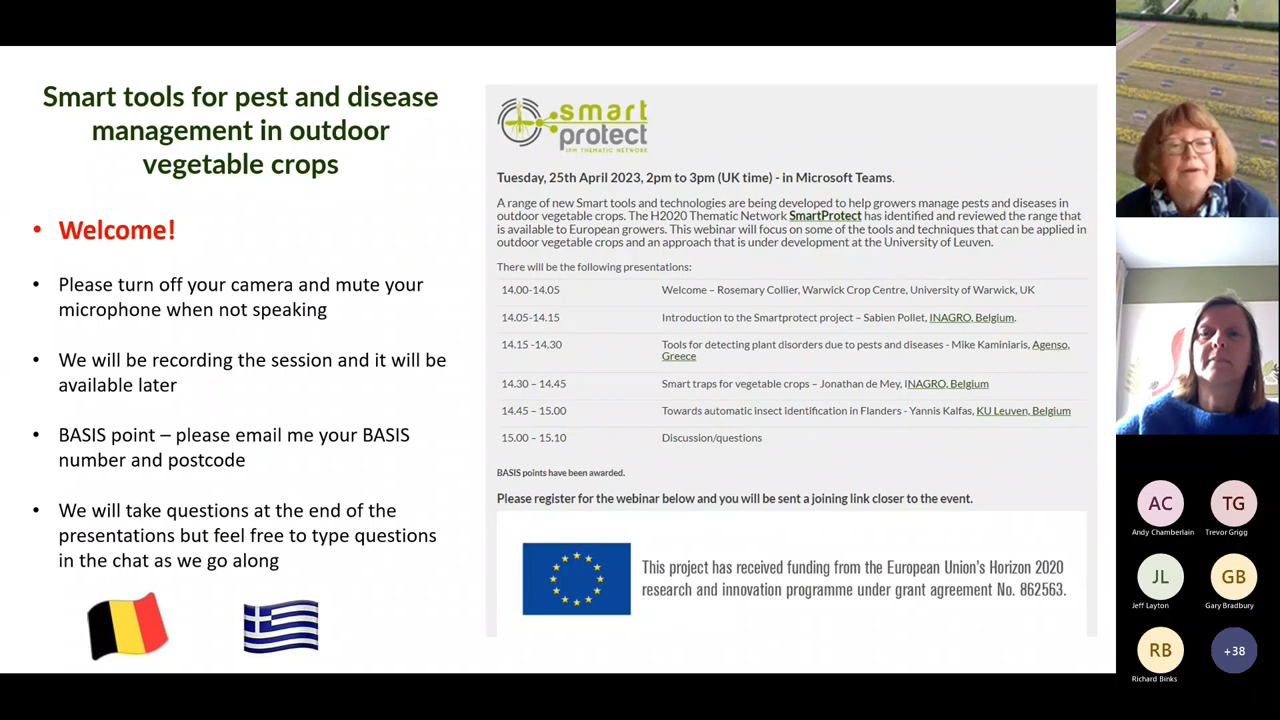 Smart tools for pest and disease
management in outdoor
vegetable crops
• Welcome!
• Please turn off your camera and mute your
microphone when not speaking
• We will be recording the session and it will be
available later
• BASIS point – please email me your BASIS
number and postcode
• We will take questions at the end of the
presentations but feel free to type questions
in the chat as we go along
smart
protect
IPM THEMATIC NETWORK
Tuesday, 25th April 2023, 2pm to 3pm (UK time) - in Microsoft Teams.
A range of new Smart tools and technologies are being developed to help growers manage pests and diseases in
outdoor vegetable crops. The H2020 Thematic Network SmartProtect has identified and reviewed the range that
is available to European growers. This webinar will focus on some of the tools and techniques that can be applied in
outdoor vegetable crops and an approach that is under development at the University of Leuven.
There will be the following presentations:
14.00-14.05 Welcome – Rosemary Collier, Warwick Crop Centre, University of Warwick, UK
14.05-14.15 Introduction to the Smartprotect project – Sabien Pollet, INAGRO, Belgium.
14.15 -14.30 Tools for detecting plant disorders due to pests and diseases - Mike Kaminiaris, Agenso,
Greece
14.30 – 14.45 Smart traps for vegetable crops – Jonathan de Mey, INAGRO, Belgium
14.45 – 15.00 Towards automatic insect identification in Flanders - Yannis Kalfas, KU Leuven, Belgium
15.00 – 15.10 Discussion/questions
BASIS points have been awarded.
Please register for the webinar below and you will be sent a joining link closer to the event.
This project has received funding from the European Union's Horizon 2020
research and innovation programme under grant agreement No. 862563.
AC TG
Andy Chamberlain Trevor Grigg
JL GB
Jeff Layton Gary Bradbury
RB +38
Richard Binks